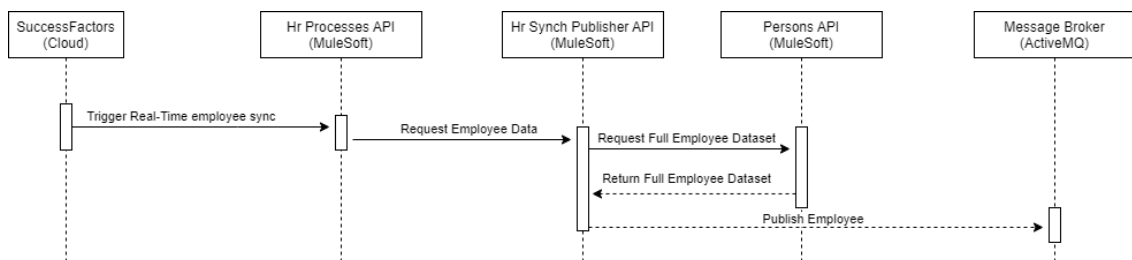 SuccessFactors
(Cloud)
Hr Processes API
(MuleSoft)
Hr Synch Publisher API
(MuleSoft)
Persons API
(MuleSoft)
Message Broker
(ActiveMQ)
Trigger Real-Time employee sync
Request Employee Data
Request Full Employee Dataset
Return Full Employee Dataset
Publish Employee